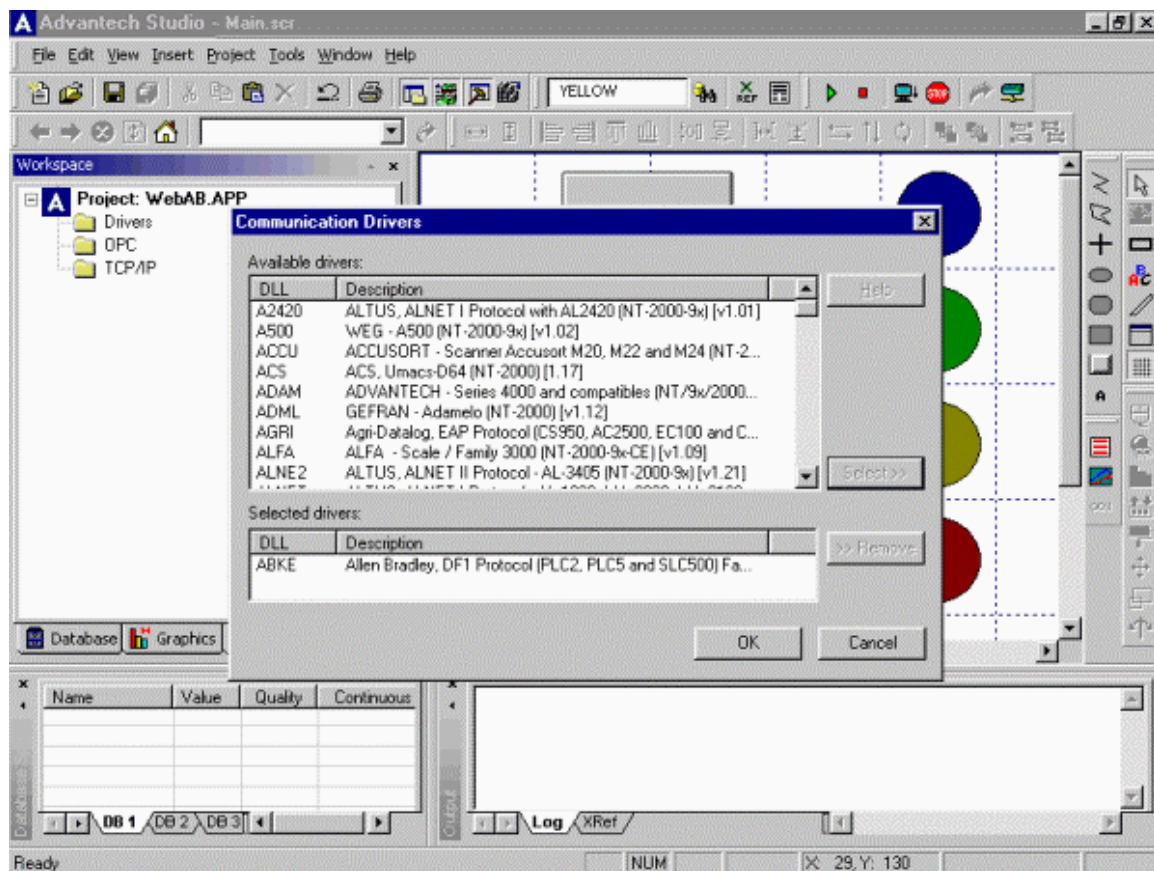 Advantech Studio - Main.scr
File Edit View Insert Project Tools Window Help
YELLOW
X REF
STOP
Workspace
Project: WebAB.APP
Drivers
OPC
TCP/IP
Communication Drivers
Available drivers:
DLL Description
A2420 ALTUS, ALNET I Protocol with AL2420 (NT-2000-9x) [v1.01]
A500 WEG - A500 (NT-2000-9x) [v1.02]
ACCU ACCUSORT - Scanner Accusort M20, M22 and M24 (NT-2...
ACS ACS, Umacs-D64 (NT-2000) [1.17]
ADAM ADVANTECH - Series 4000 and compatibles (NT/9x/2000...
ADML GEFRAN - Adamelo (NT-2000) [v1.12]
AGRI Agri-Datalog, EAP Protocol (CS950, AC2500, EC100 and C...
ALFA ALFA - Scale / Family 3000 (NT-2000-9x-CE) [v1.09]
ALNE2 ALTUS, ALNET II Protocol - AL-3405 (NT-2000-9x) [v1.21]
Help
Select >>
Selected drivers:
DLL Description
ABKE Allen Bradley, DF1 Protocol (PLC2, PLC5 and SLC500) Fa...
>> Remove
OK Cancel
ABC
A
Database Graphics
Name Value Quality Continuous
Database
DB 1 DB 2 DB 3
Output
Log XRef
Ready NUM X: 29, Y: 130